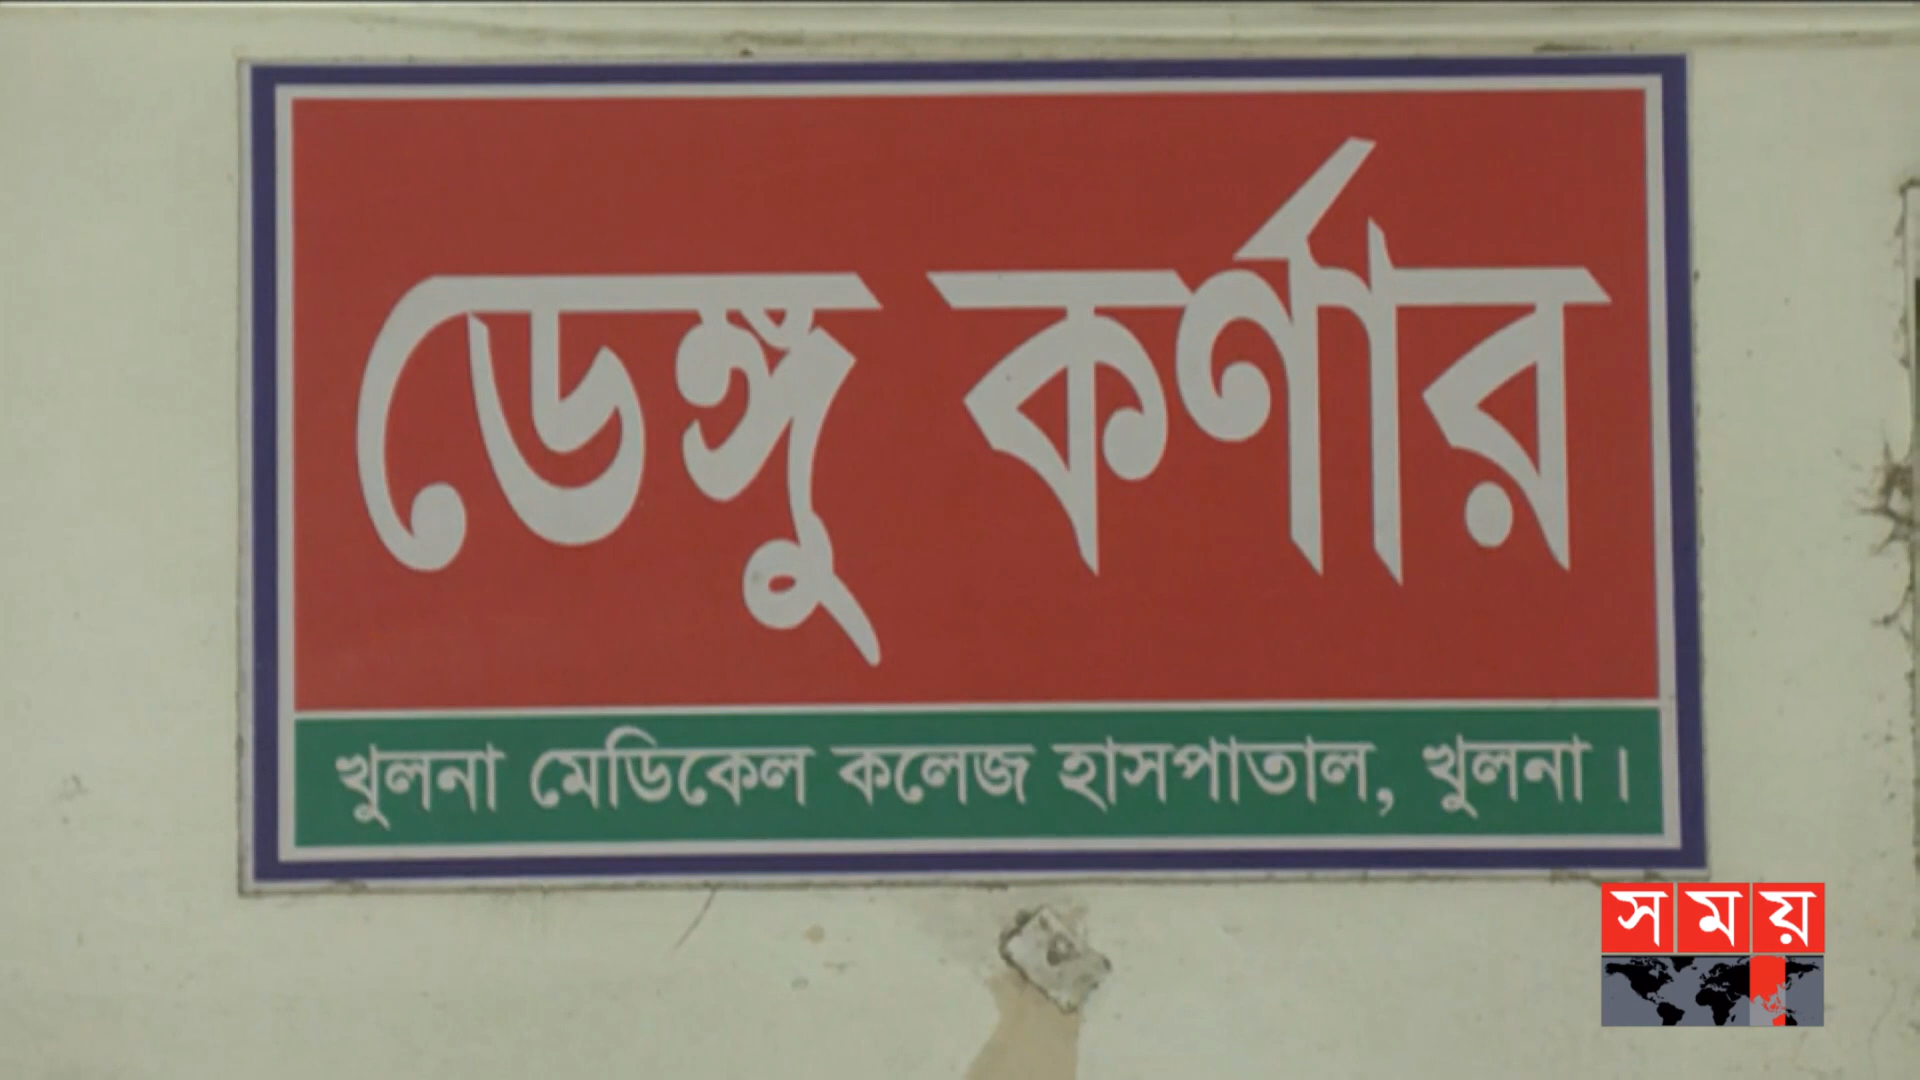 ডেঙ্গু কর্ণার
খুলনা মেডিকেল কলেজ হাসপাতাল, খুলনা।
সময়